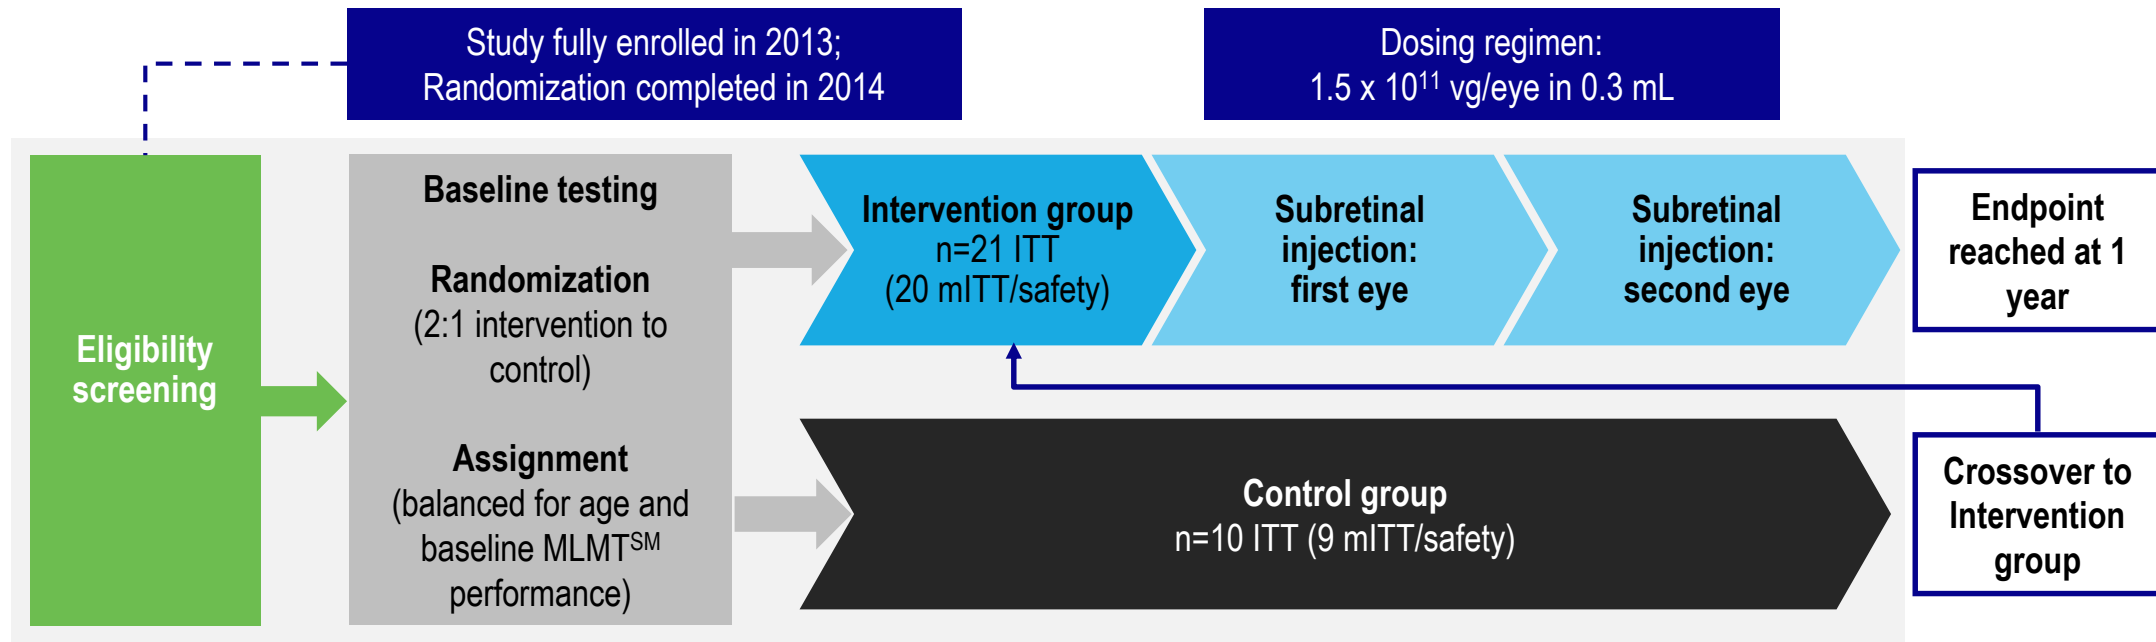 Study fully enrolled in 2013;
Randomization completed in 2014
Dosing regimen:
1.5 x 10¹¹ vg/eye in 0.3 mL
Eligibility
screening
Baseline testing
Randomization
(2:1 intervention to
control)
Assignment
(balanced for age and
baseline MLMT℠
performance)
Intervention group
n=21 ITT
(20 mITT/safety)
Subretinal
injection:
first eye
Subretinal
injection:
second eye
Endpoint
reached at 1
year
Control group
n=10 ITT (9 mITT/safety)
Crossover to
Intervention
group